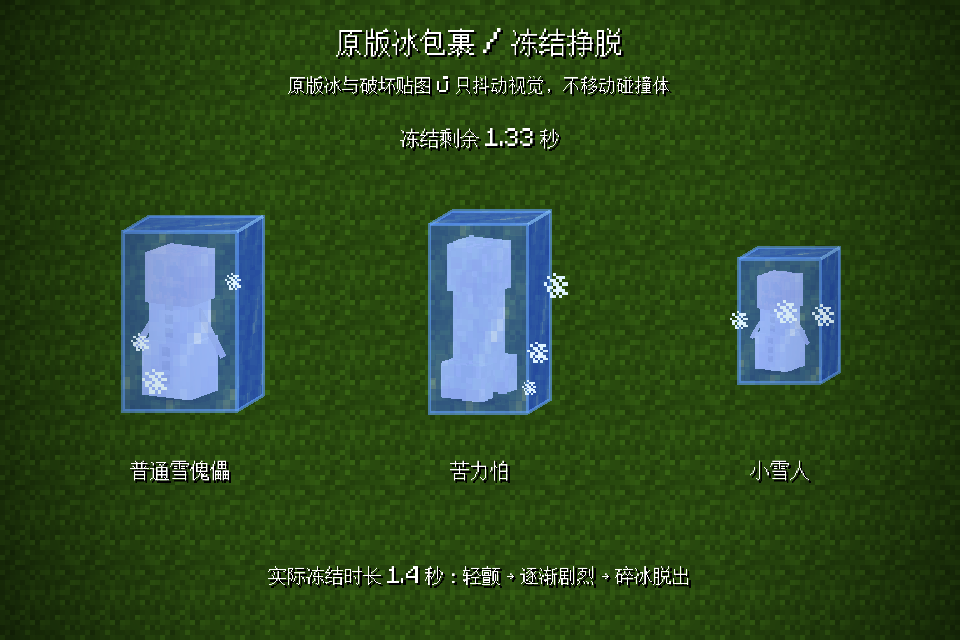 原版冰包裹 / 冻结挣脱
原版冰与破坏贴图 Ů 只抖动视觉，不移动碰撞体
冻结剩余 1.33 秒
普通雪傀儡
苦力怕
小雪人
实际冻结时长 1.4 秒：轻颤 → 逐渐剧烈 → 碎冰脱出